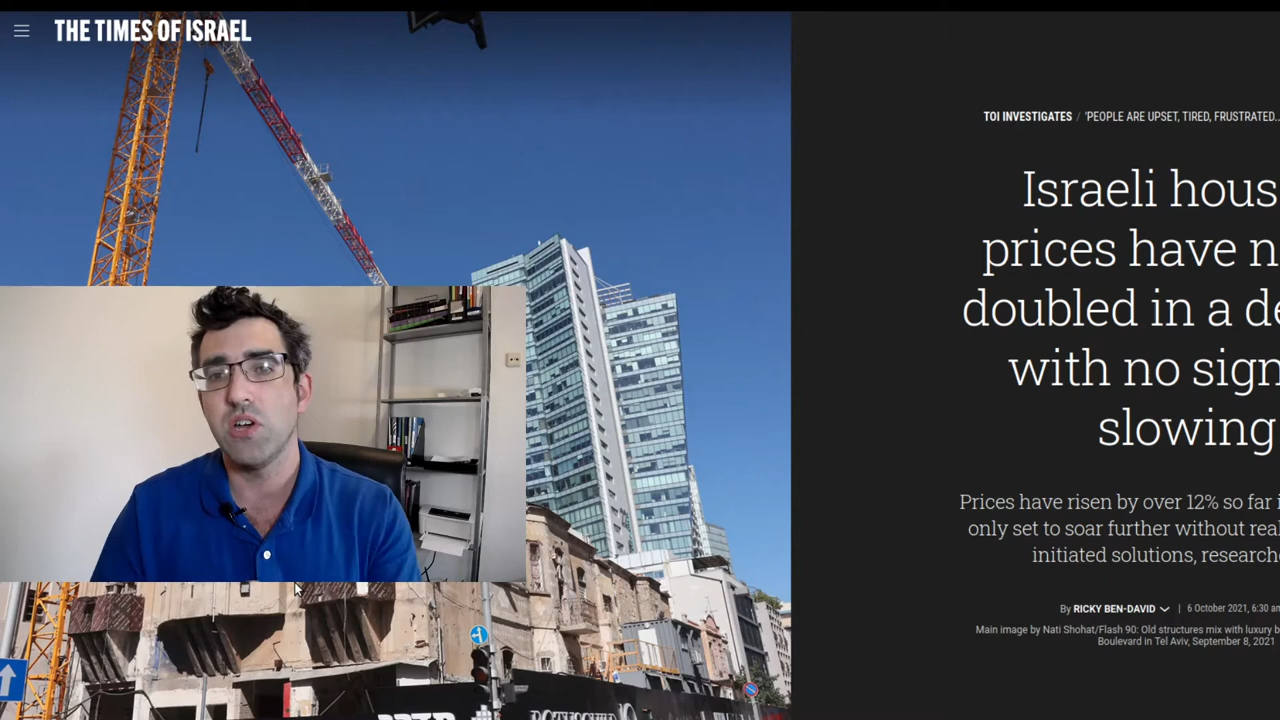 THE TIMES OF ISRAEL
TOI INVESTIGATES / 'PEOPLE ARE UPSET, TIRED, FRUSTRATED...
Israeli hous
prices have n
doubled in a de
with no sign
slowing
Prices have risen by over 12% so far i
only set to soar further without real
initiated solutions, researche
By RICKY BEN-DAVID | 6 October 2021, 6:30 am
Main image by Nati Shohat/Flash 90: Old structures mix with luxury b
Boulevard in Tel Aviv, September 8, 2021